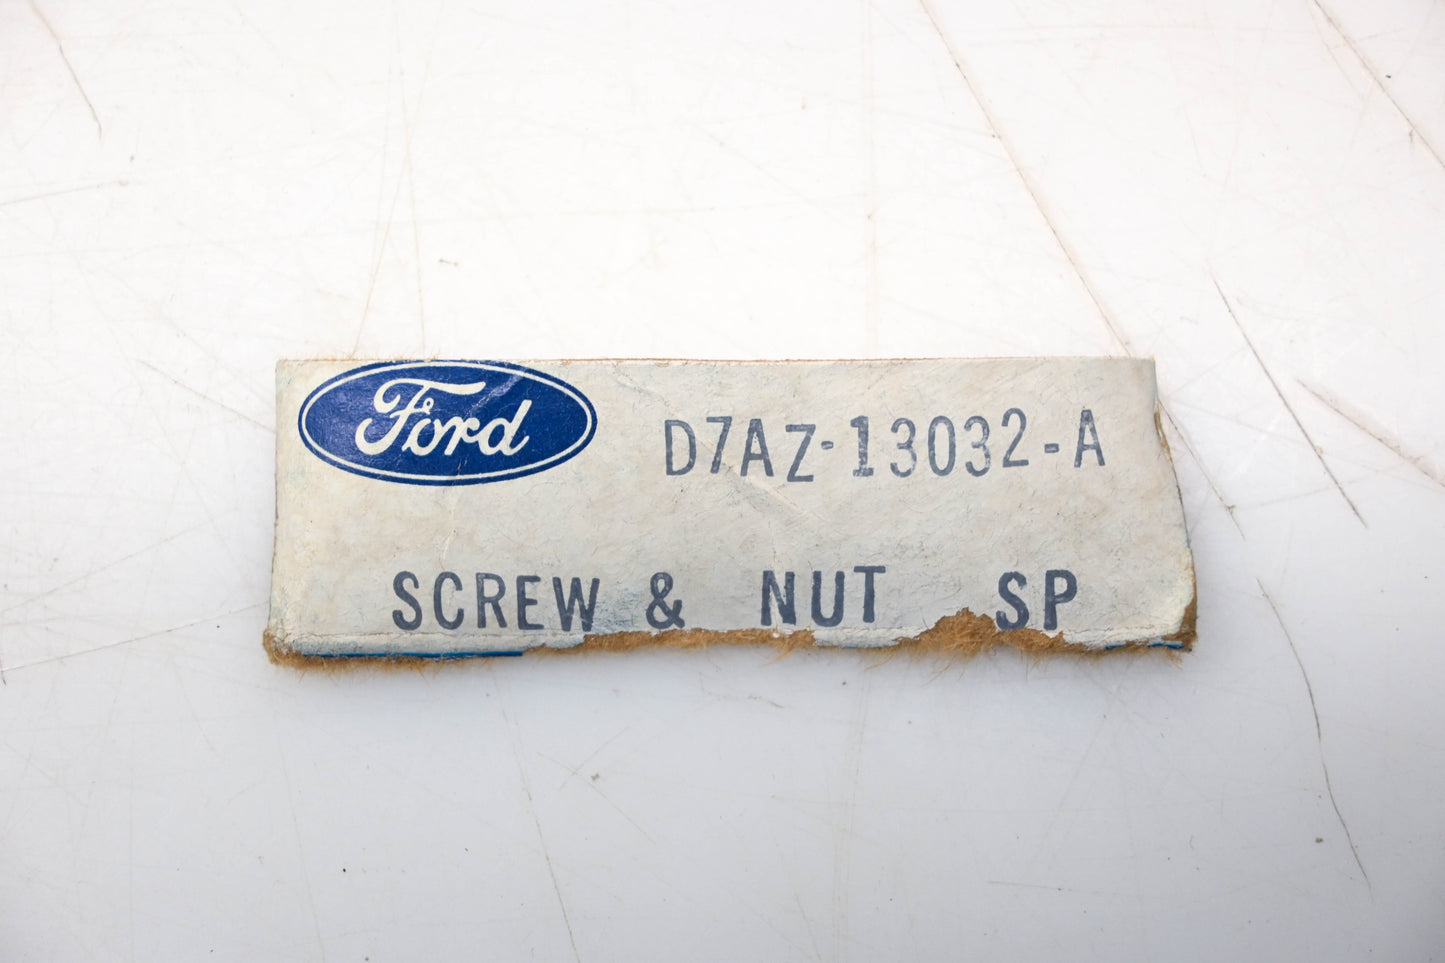 Ford D7AZ-13032-A
SCREW & NUT SP